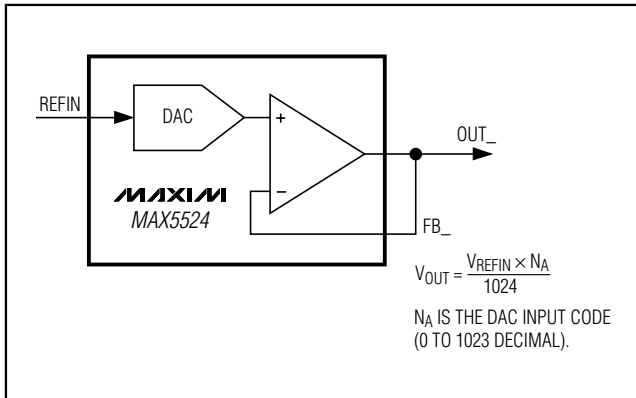 REFIN
DAC
+
−
OUT_
MAXIM
MAX5524
FB_
VOUT = VREFIN × NA
1024
NA IS THE DAC INPUT CODE
(0 TO 1023 DECIMAL).